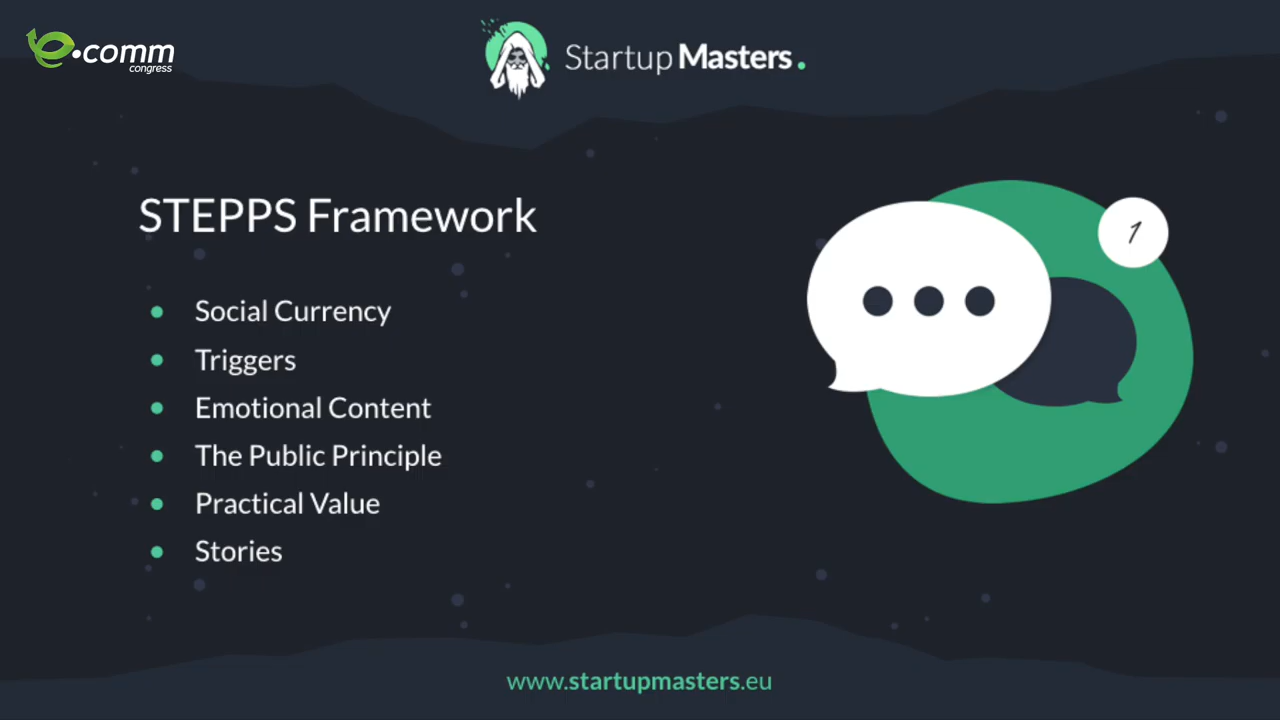 e.comm
congress
Startup Masters.
STEPPS Framework
Social Currency
Triggers
Emotional Content
The Public Principle
Practical Value
Stories
1
www.startupmasters.eu